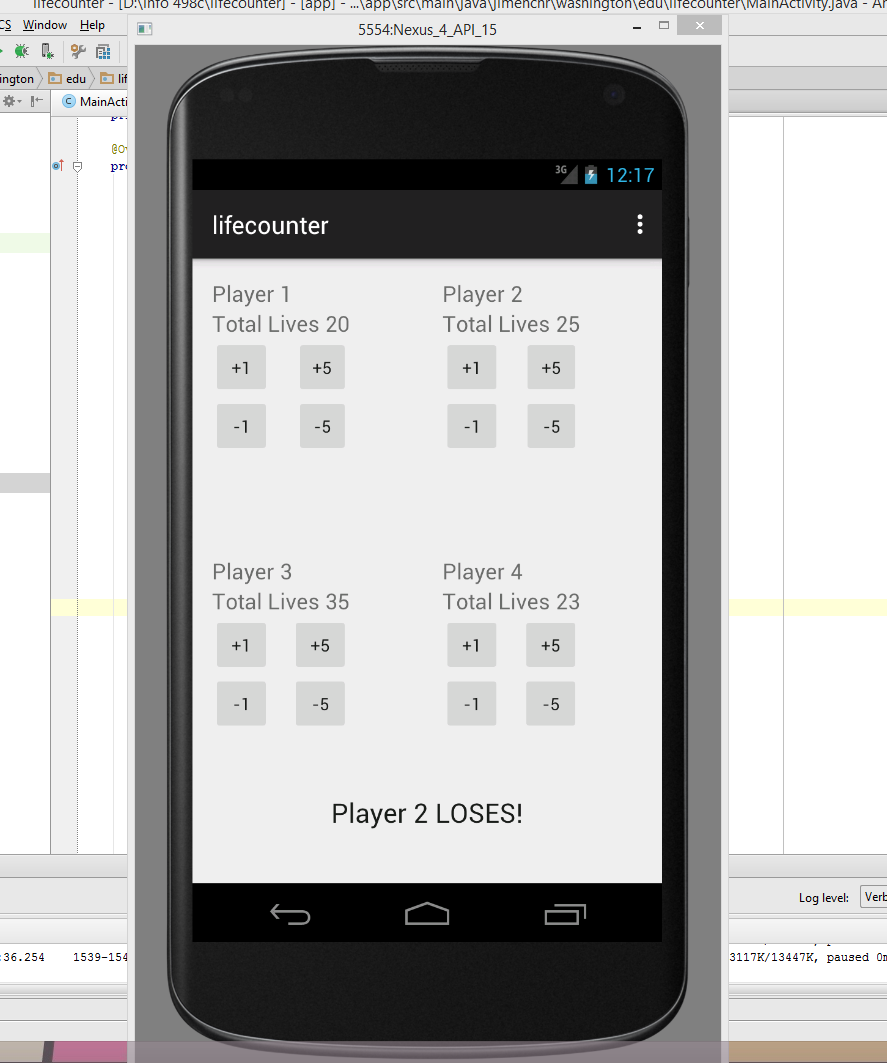 lifecounter - [D:\Info 498c\lifecounter] - [app] - ...\app\src\main\java\jimenchr\washington\edu\lifecounter\MainActivity.java - An
CS Window Help
5554:Nexus_4_API_15
ington edu lif
MainActi
@Ov
pro
3G 12:17
lifecounter
Player 1 Player 2
Total Lives 20 Total Lives 25
+1 +5 +1 +5
-1 -5 -1 -5
Player 3 Player 4
Total Lives 35 Total Lives 23
+1 +5 +1 +5
-1 -5 -1 -5
Player 2 LOSES!
Log level: Verb
:36.254 1539-154 3117K/13447K, paused 0m